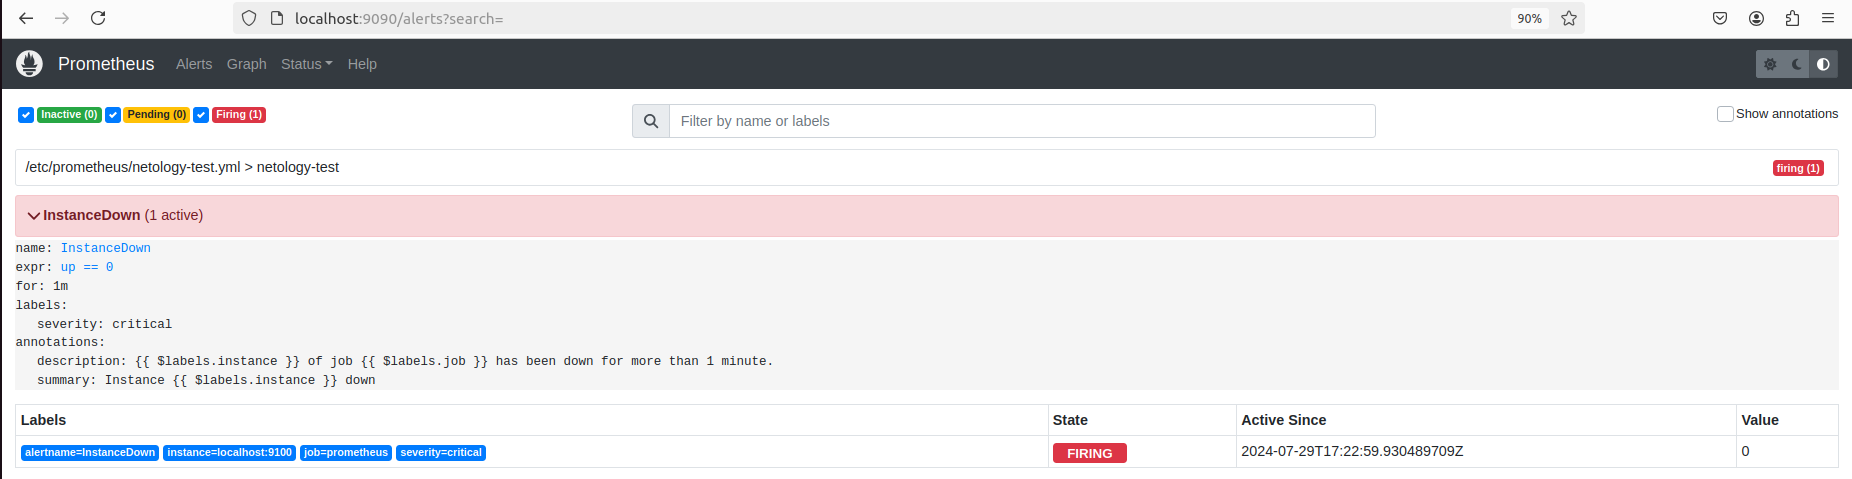 localhost:9090/alerts?search=
90%
Prometheus Alerts Graph Status Help
Inactive (0) Pending (0) Firing (1)
Filter by name or labels
Show annotations
/etc/prometheus/netology-test.yml > netology-test
firing (1)
InstanceDown (1 active)
name: InstanceDown
expr: up == 0
for: 1m
labels:
severity: critical
annotations:
description: {{ $labels.instance }} of job {{ $labels.job }} has been down for more than 1 minute.
summary: Instance {{ $labels.instance }} down
Labels State Active Since Value
alertname=InstanceDown instance=localhost:9100 job=prometheus severity=critical FIRING 2024-07-29T17:22:59.930489709Z 0